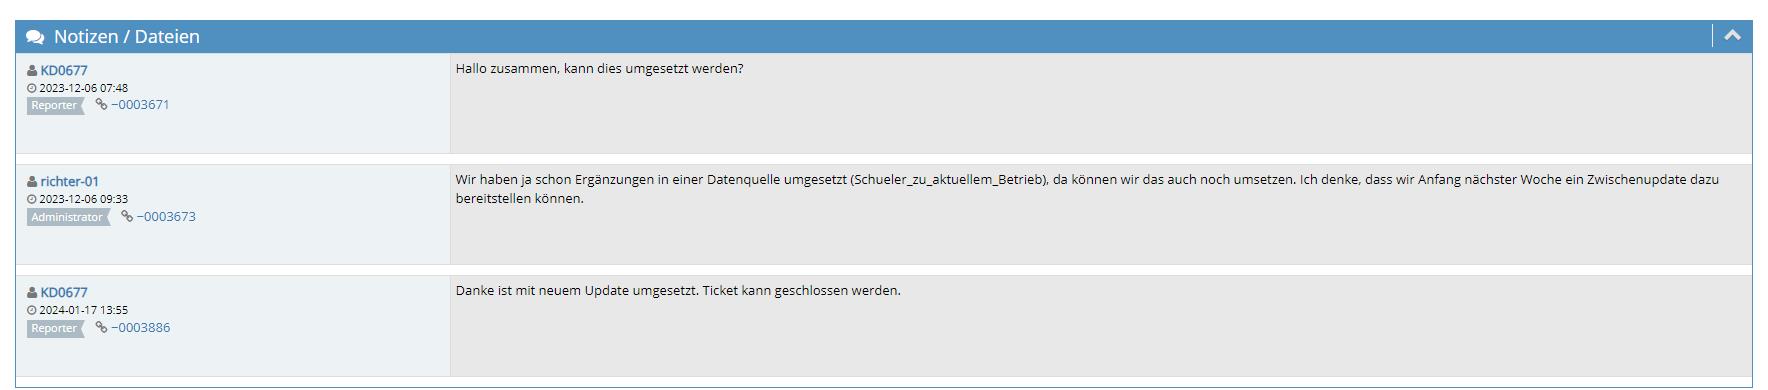 Notizen / Dateien
KD0677
2023-12-06 07:48
Reporter ~0003671
Hallo zusammen, kann dies umgesetzt werden?
richter-01
2023-12-06 09:33
Administrator ~0003673
Wir haben ja schon Ergänzungen in einer Datenquelle umgesetzt (Schueler_zu_aktuellem_Betrieb), da können wir das auch noch umsetzen. Ich denke, dass wir Anfang nächster Woche ein Zwischenupdate dazu
bereitstellen können.
KD0677
2024-01-17 13:55
Reporter ~0003886
Danke ist mit neuem Update umgesetzt. Ticket kann geschlossen werden.